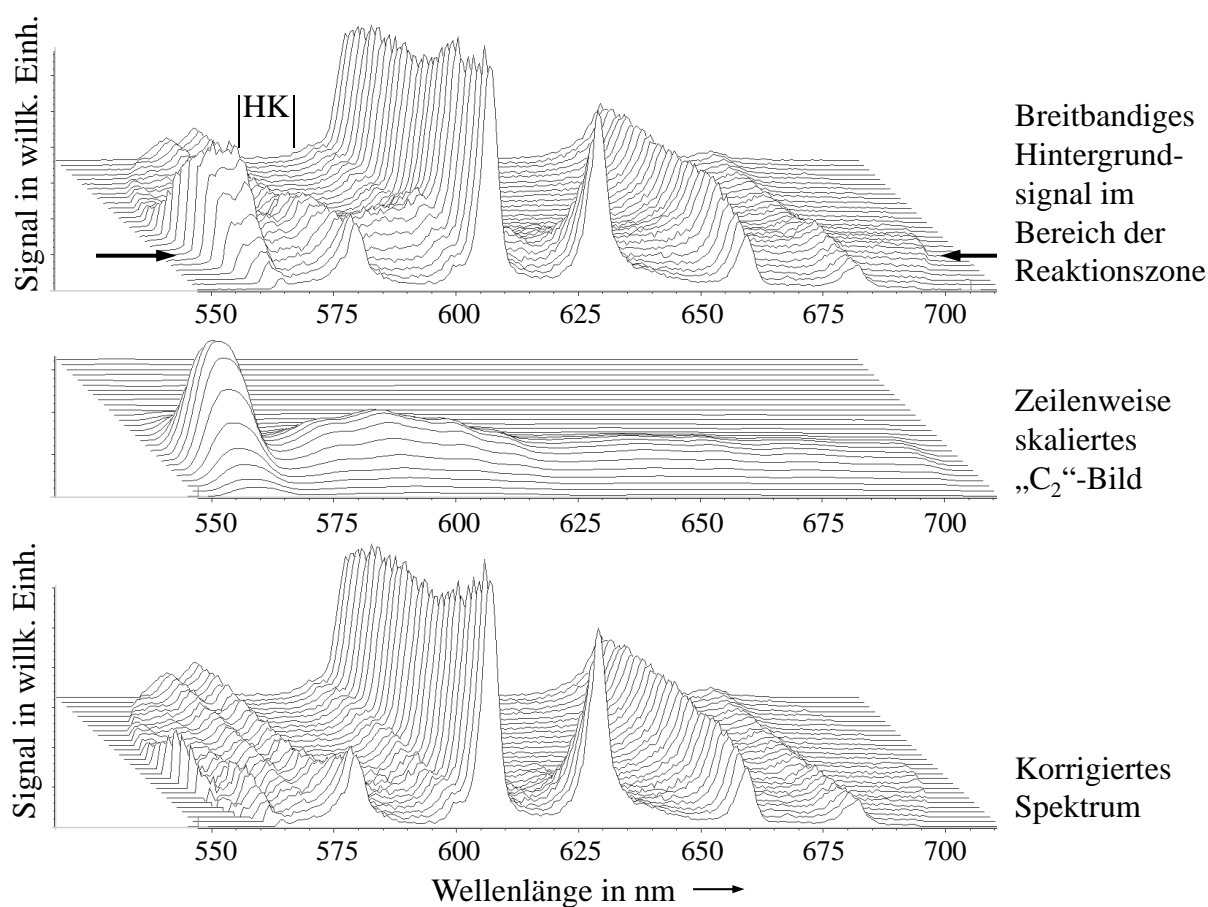 Signal in willk. Einh.
HK
Breitbandiges
Hintergrund-
signal im
Bereich der
Reaktionszone
550 575 600 625 650 675 700
Zeilenweise
skaliertes
„C2“-Bild
550 575 600 625 650 675 700
Signal in willk. Einh.
Korrigiertes
Spektrum
550 575 600 625 650 675 700
Wellenlänge in nm